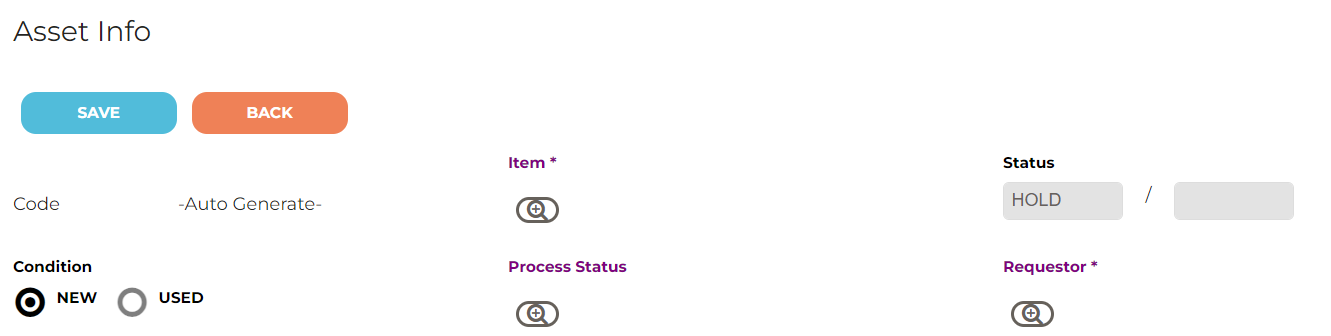 Asset Info
SAVE BACK
Item * Status
Code -Auto Generate- HOLD /
Condition Process Status Requestor *
NEW USED